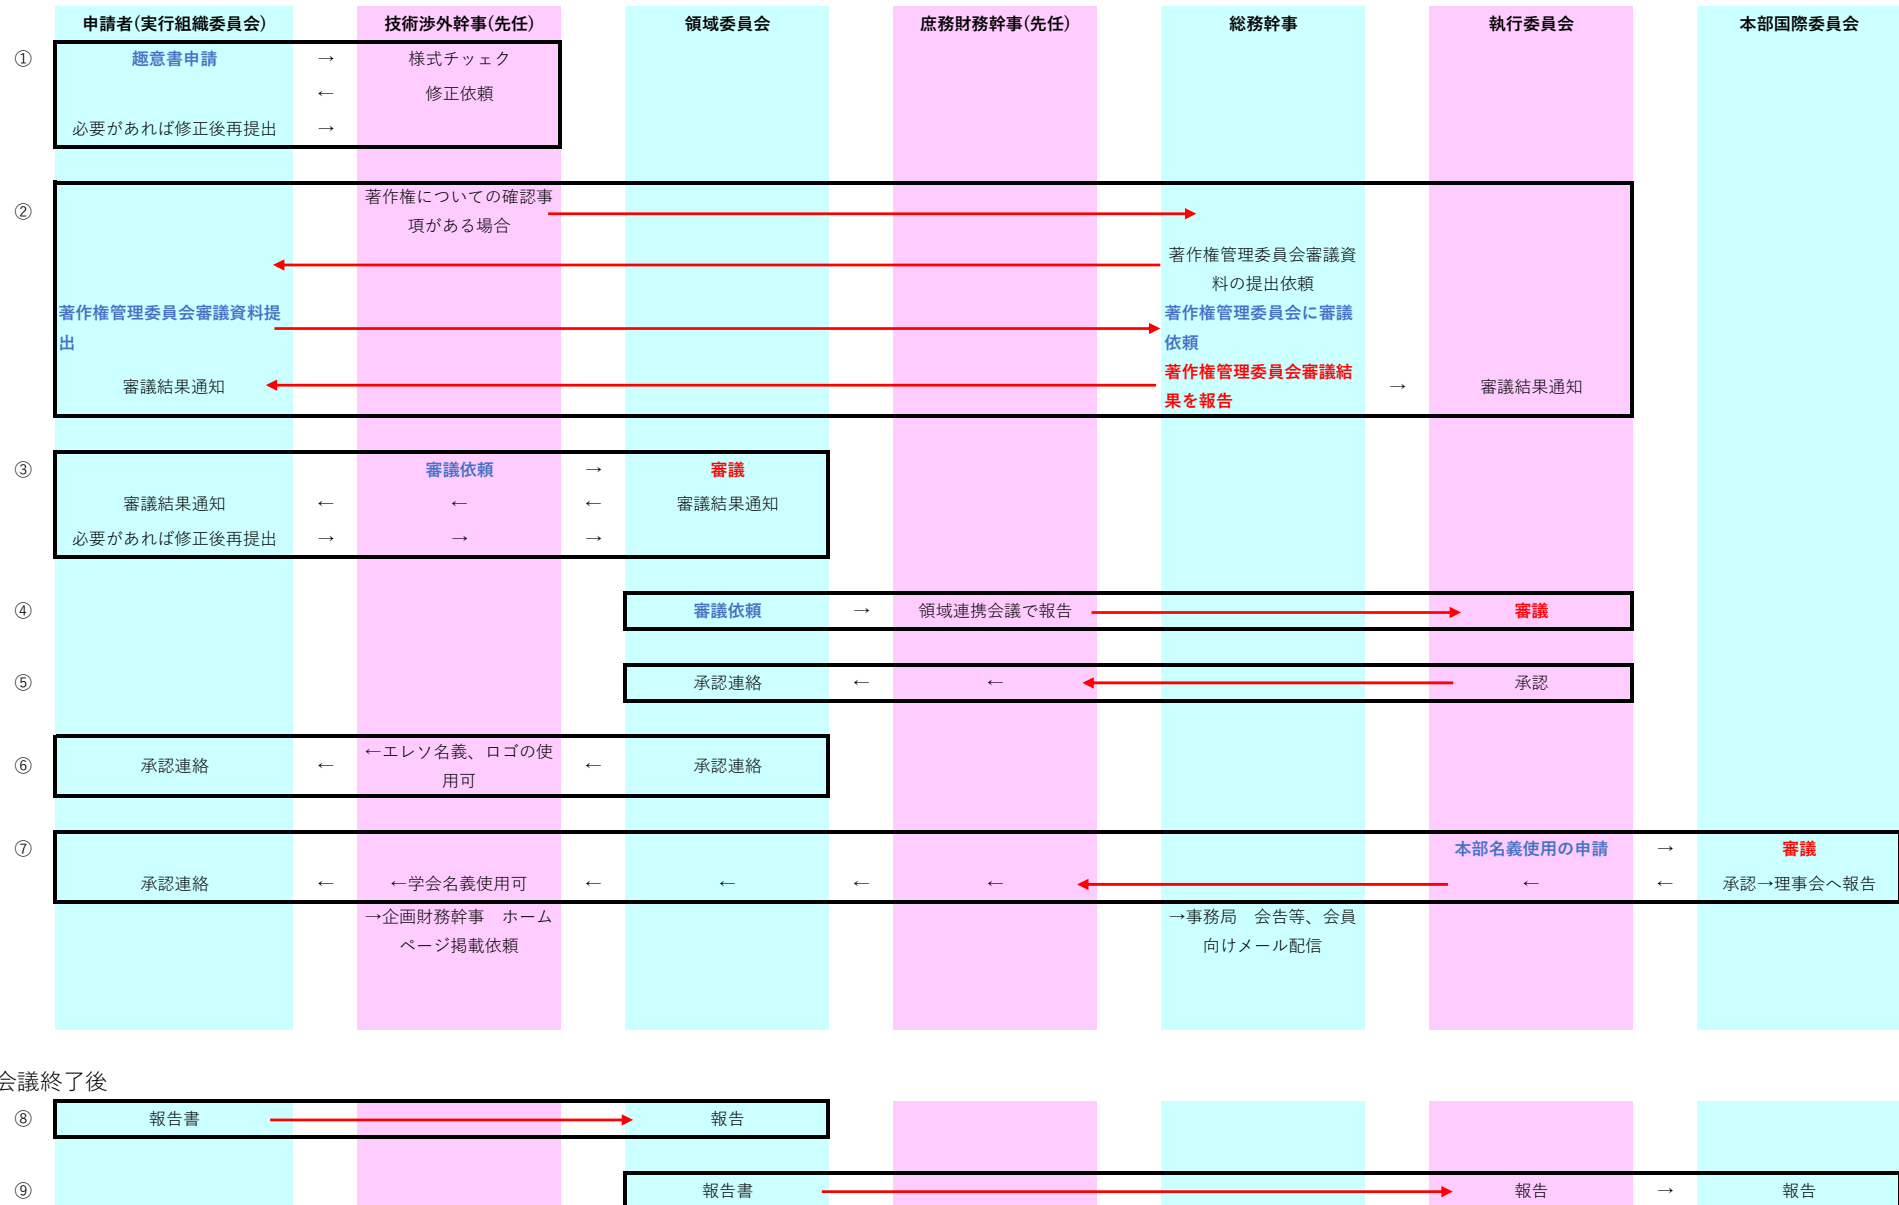 申請者(実行組織委員会) 技術渉外幹事(先任) 領域委員会 庶務財務幹事(先任) 総務幹事 執行委員会 本部国際委員会
① 趣意書申請 → 様式チッェク
← 修正依頼
必要があれば修正後再提出 →
② 著作権についての確認事
項がある場合
著作権管理委員会審議資
料の提出依頼
著作権管理委員会審議資料提 著作権管理委員会に審議
出 依頼
著作権管理委員会審議結
審議結果通知 → 審議結果通知
果を報告
③ 審議依頼 → 審議
審議結果通知 ← ← ← 審議結果通知
必要があれば修正後再提出 → → →
④ 審議依頼 → 領域連携会議で報告 審議
⑤ 承認連絡 ← ← 承認
←エレソ名義、ロゴの使
⑥ 承認連絡 ← ← 承認連絡
用可
⑦ 本部名義使用の申請 → 審議
承認連絡 ← ←学会名義使用可 ← ← ← ← ← ← 承認→理事会へ報告
→企画財務幹事　ホーム →事務局　会告等、会員
ページ掲載依頼 向けメール配信
会議終了後
⑧ 報告書 報告
⑨ 報告書 報告 → 報告